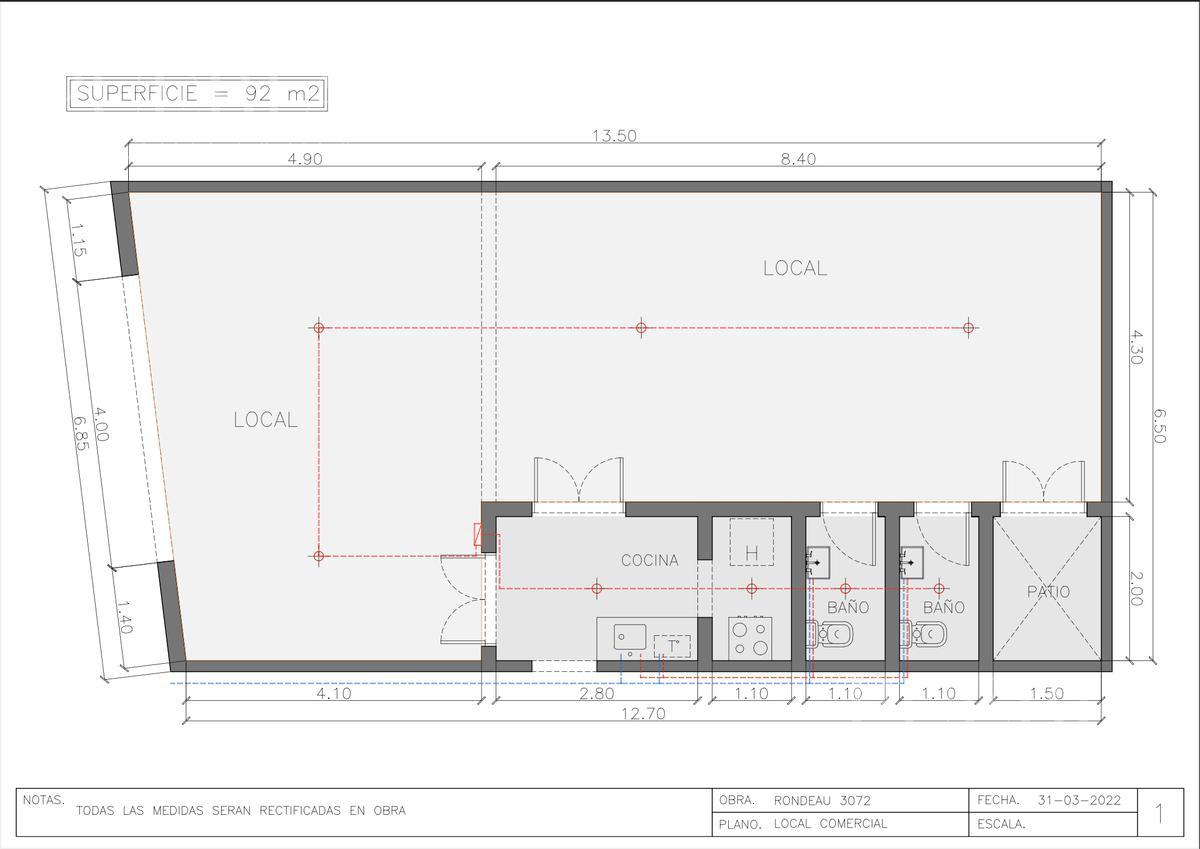 SUPERFICIE = 92 m2
13.50
4.90
8.40
1.15
LOCAL
4.30
6.50
4.00
6.85
LOCAL
COCINA
H
BAÑO
BAÑO
PATIO
2.00
1.40
T°
4.10
2.80
1.10
1.10
1.10
1.50
12.70
NOTAS.
TODAS LAS MEDIDAS SERAN RECTIFICADAS EN OBRA
OBRA. RONDEAU 3072
PLANO. LOCAL COMERCIAL
FECHA. 31-03-2022
ESCALA.
1